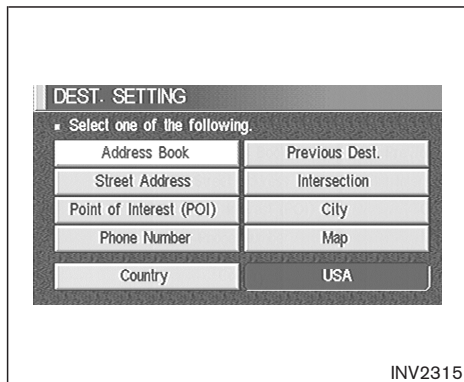 DEST. SETTING
Select one of the following.
Address Book Previous Dest.
Street Address Intersection
Point of Interest (POI) City
Phone Number Map
Country USA
INV2315